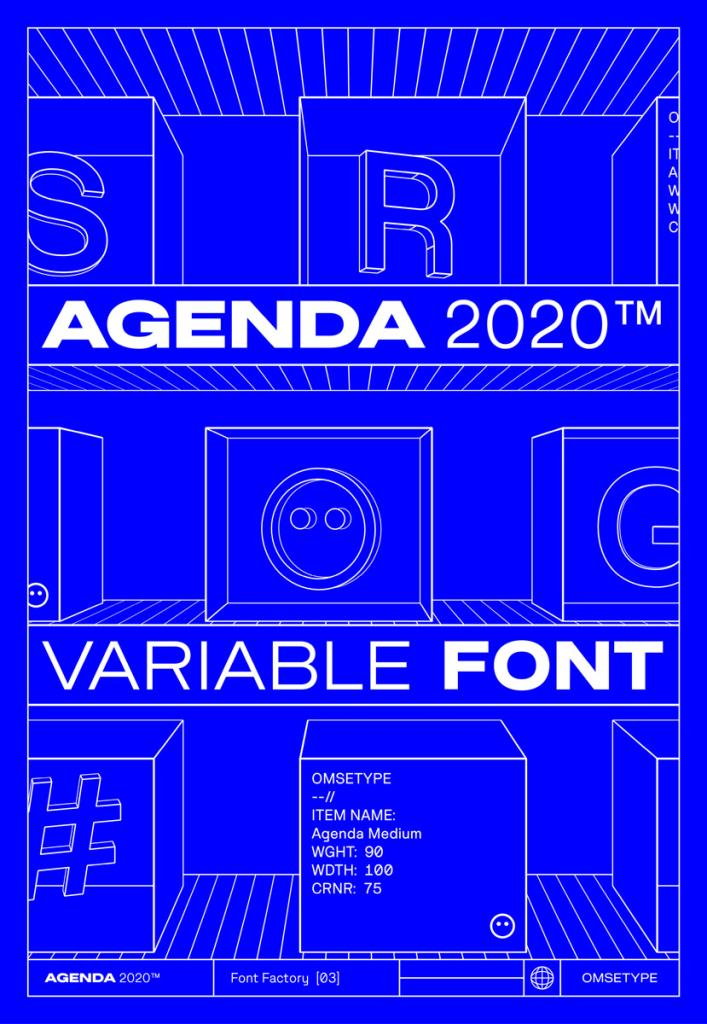 S R
O
--
IT
A
W
W
C
AGENDA 2020™
G
VARIABLE FONT
#
OMSETYPE
--//
ITEM NAME:
Agenda Medium
WGHT: 90
WDTH: 100
CRNR: 75
AGENDA 2020™
Font Factory [03]
OMSETYPE